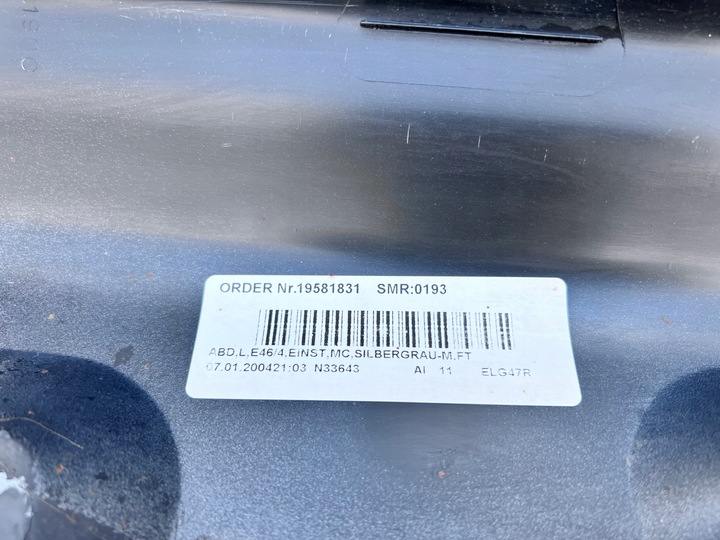 ORDER Nr.19581831 SMR:0193
ABD,L,E46/4,EINST,MC,SILBERGRAU-M,FT
07.01.200421:03 N33643 AI 11 ELG47R